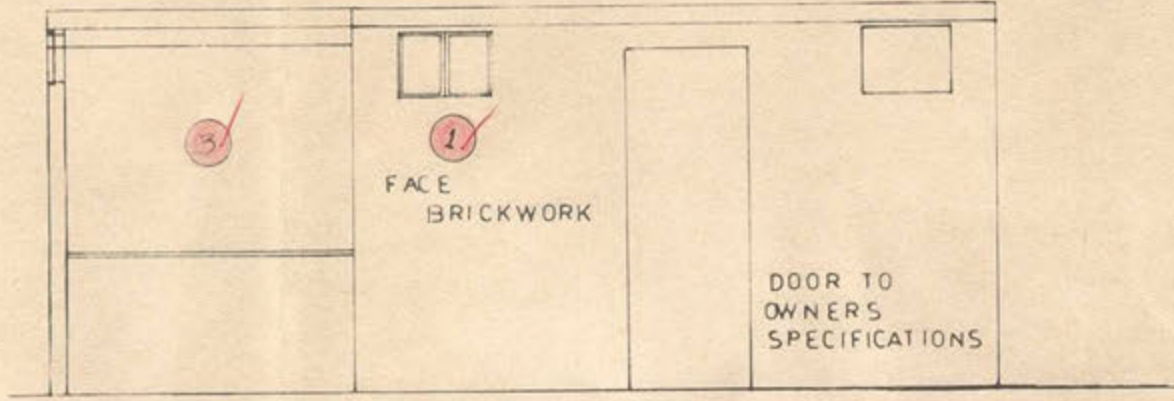 3
1
FACE
BRICKWORK
DOOR TO
OWNERS
SPECIFICATIONS